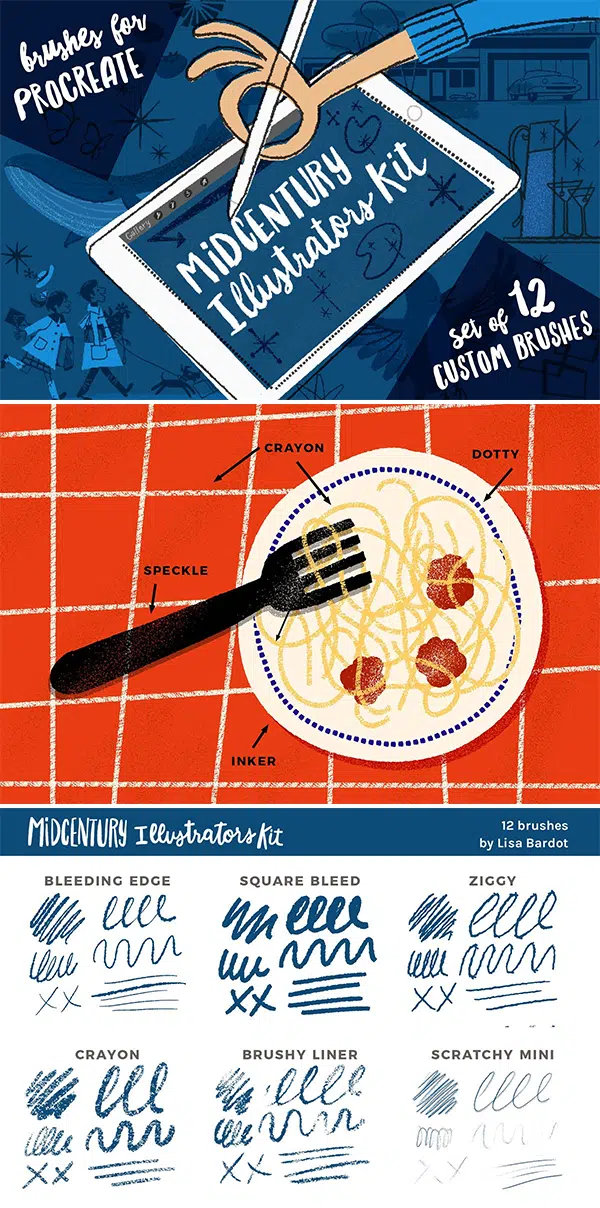 brushes for
PROCREATE
Gallery
MiDCENTURY
Illustrators Kit
set of 12
CUSTOM BRUSHES
CRAYON
DOTTY
SPECKLE
INKER
MiDCENTURY Illustrators Kit
12 brushes
by Lisa Bardot
BLEEDING EDGE
SQUARE BLEED
ZIGGY
CRAYON
BRUSHY LINER
SCRATCHY MINI